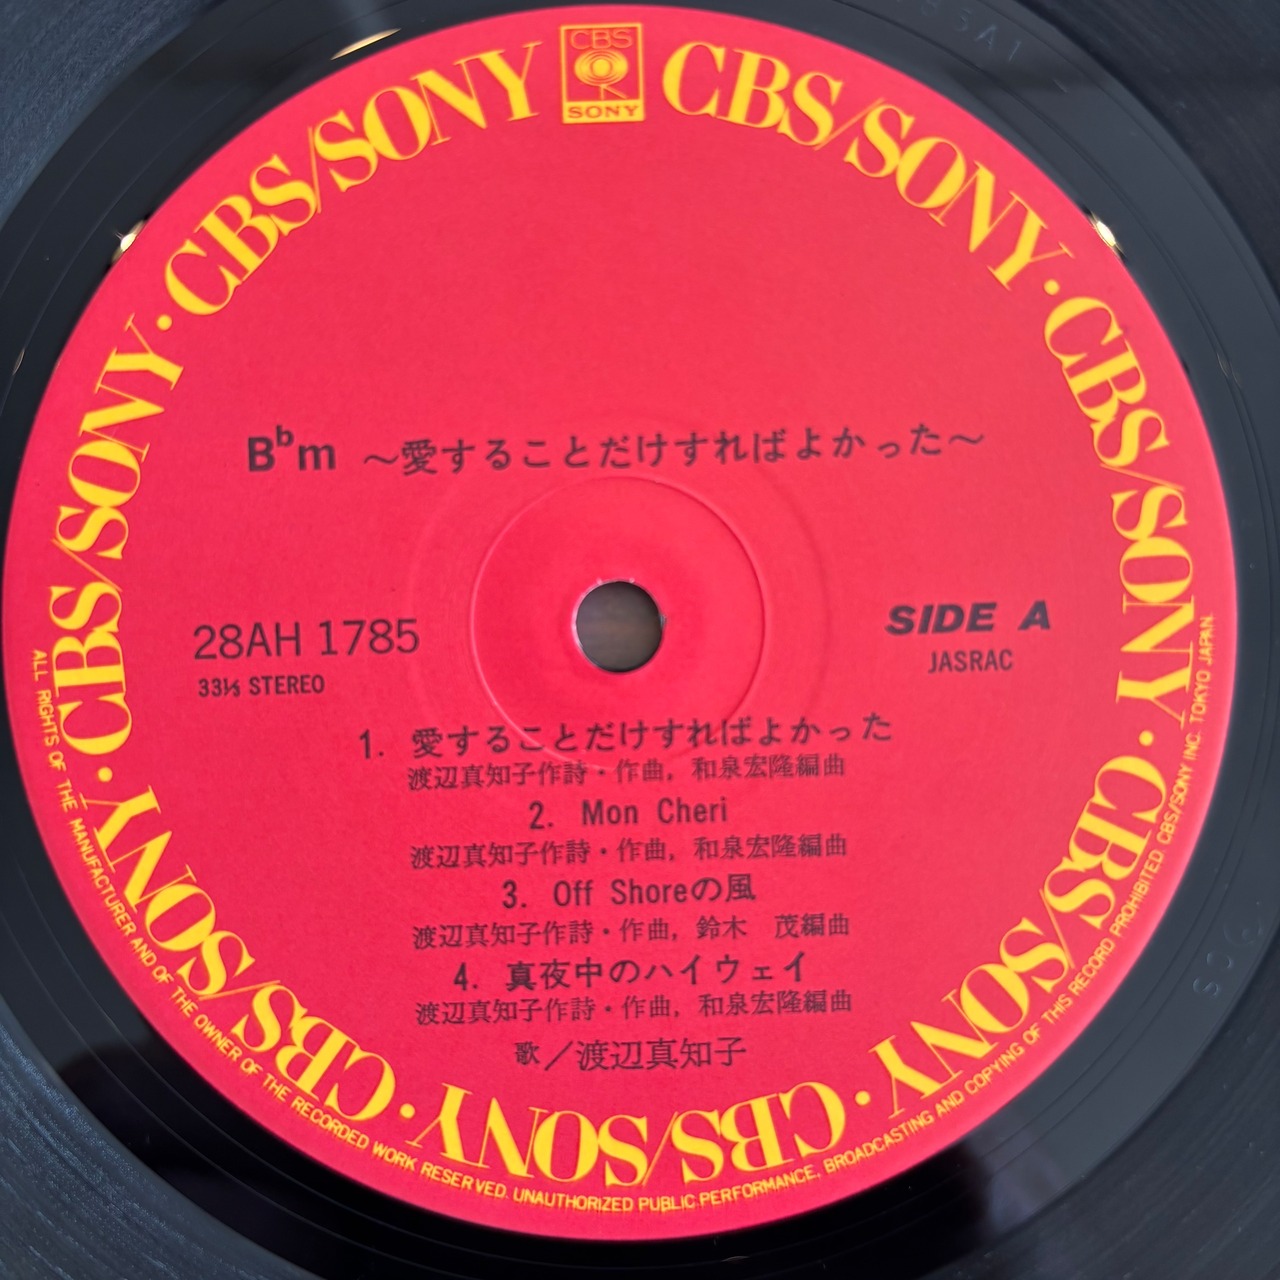 CBS
SONY
CBS/SONY · CBS/SONY · CBS/SONY · CBS/SONY · CBS/SONY · CBS/SONY · CBS/SONY · CBS/SONY · CBS/SONY · CBS/SONY
B♭m ～愛することだけすればよかった～
28AH 1785
33⅓ STEREO
SIDE A
JASRAC
1. 愛することだけすればよかった
渡辺真知子作詩・作曲, 和泉宏隆編曲
2. Mon Cheri
渡辺真知子作詩・作曲, 和泉宏隆編曲
3. Off Shoreの風
渡辺真知子作詩・作曲, 鈴木 茂編曲
4. 真夜中のハイウェイ
渡辺真知子作詩・作曲, 和泉宏隆編曲
歌／渡辺真知子
ALL RIGHTS OF THE MANUFACTURER AND OF THE OWNER OF THE RECORDED WORK RESERVED. UNAUTHORIZED PUBLIC PERFORMANCE, BROADCASTING AND COPYING OF THIS RECORD PROHIBITED CBS/SONY INC. TOKYO JAPAN.